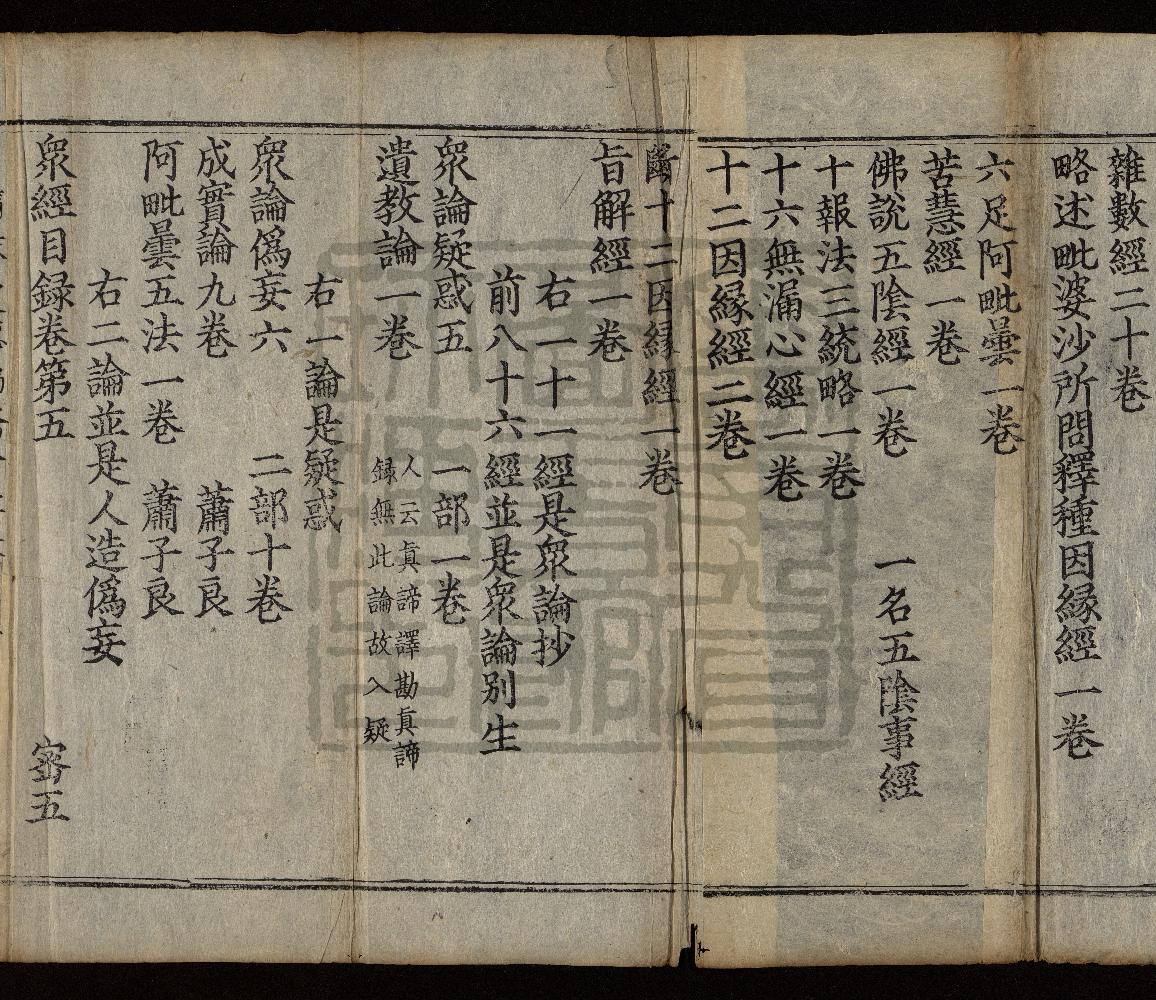 雜數經二十卷
略述毗婆沙所問釋種因緣經一卷
六足阿毗曇一卷
苦慧經一卷
佛說五陰經一卷 一名五陰事經
十報法三統略一卷
十六無漏心經一卷
十二因緣經二卷
斷十二因緣經一卷
旨解經一卷
右一十一經是眾論抄
前八十六經並是眾論別生
眾論疑惑五 一部一卷
遺教論一卷 人云真諦譯勘真諦
録無此論故入疑
右一論是疑惑
眾論僞妄六 二部十卷
成實論九卷 蕭子良
阿毗曇五法一卷 蕭子良
右二論並是人造僞妄
眾經目録卷第五 密五